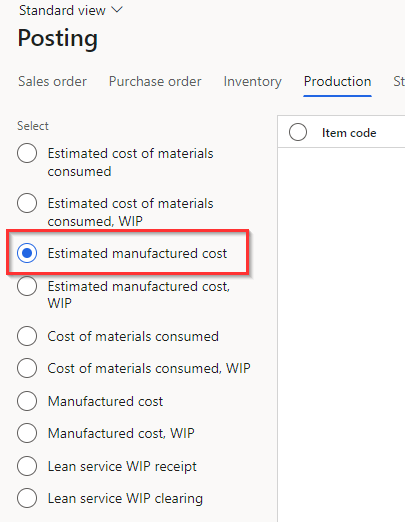 Standard view
Posting
Sales order Purchase order Inventory Production St
Select
Item code
Estimated cost of materials
consumed
Estimated cost of materials
consumed, WIP
Estimated manufactured cost
Estimated manufactured cost,
WIP
Cost of materials consumed
Cost of materials consumed, WIP
Manufactured cost
Manufactured cost, WIP
Lean service WIP receipt
Lean service WIP clearing